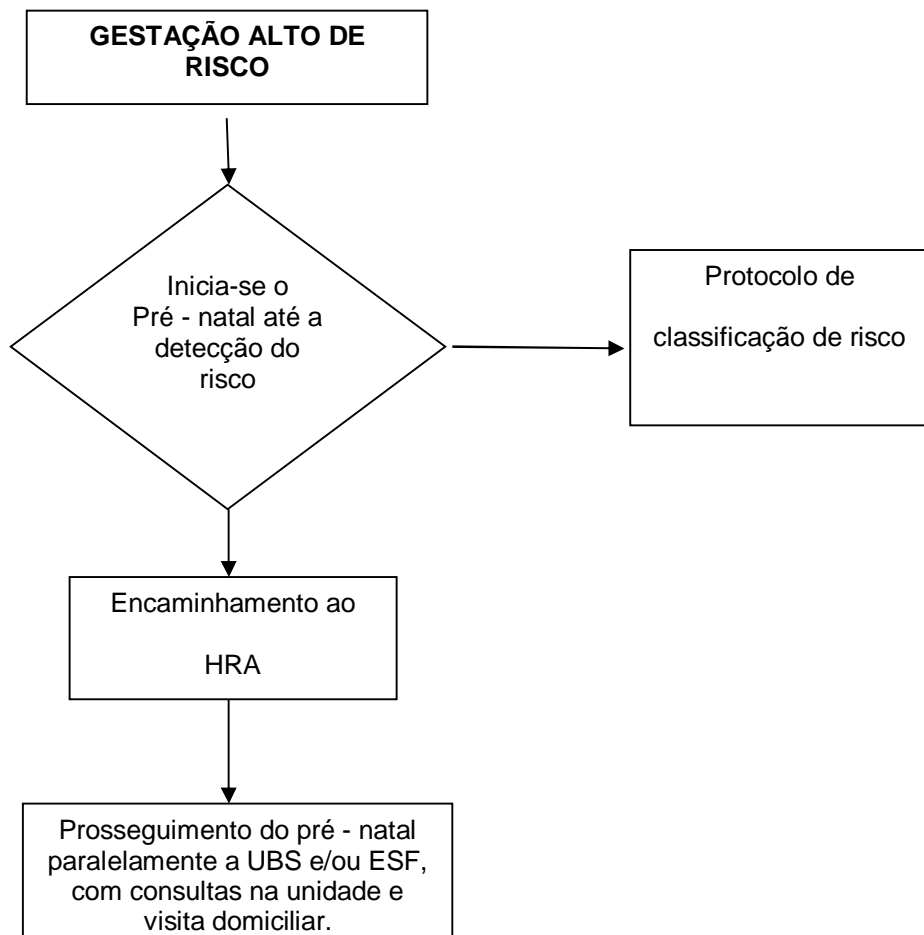 GESTAÇÃO ALTO DE
RISCO
Inicia-se o
Pré - natal até a
detecção do
risco
Protocolo de
classificação de risco
Encaminhamento ao
HRA
Prosseguimento do pré - natal
paralelamente a UBS e/ou ESF,
com consultas na unidade e
visita domiciliar.